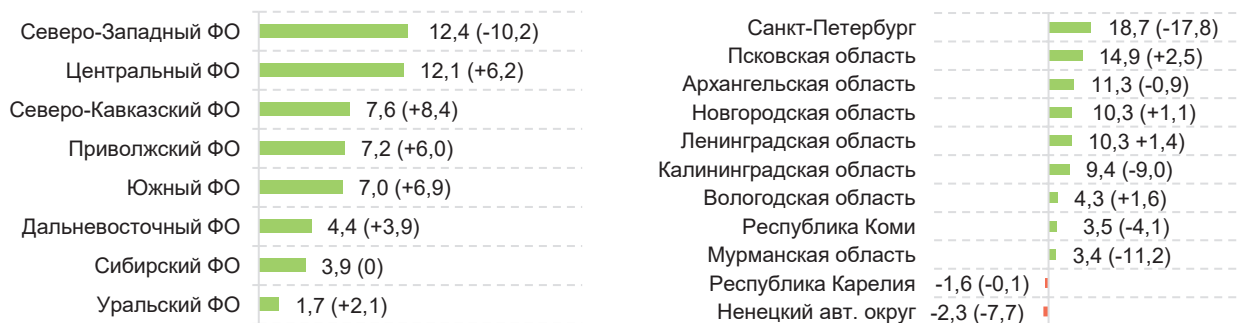 Северо-Западный ФО 12,4 (-10,2)
Центральный ФО 12,1 (+6,2)
Северо-Кавказский ФО 7,6 (+8,4)
Приволжский ФО 7,2 (+6,0)
Южный ФО 7,0 (+6,9)
Дальневосточный ФО 4,4 (+3,9)
Сибирский ФО 3,9 (0)
Уральский ФО 1,7 (+2,1)
Санкт-Петербург 18,7 (-17,8)
Псковская область 14,9 (+2,5)
Архангельская область 11,3 (-0,9)
Новгородская область 10,3 (+1,1)
Ленинградская область 10,3 +1,4)
Калининградская область 9,4 (-9,0)
Вологодская область 4,3 (+1,6)
Республика Коми 3,5 (-4,1)
Мурманская область 3,4 (-11,2)
Республика Карелия -1,6 (-0,1)
Ненецкий авт. округ -2,3 (-7,7)